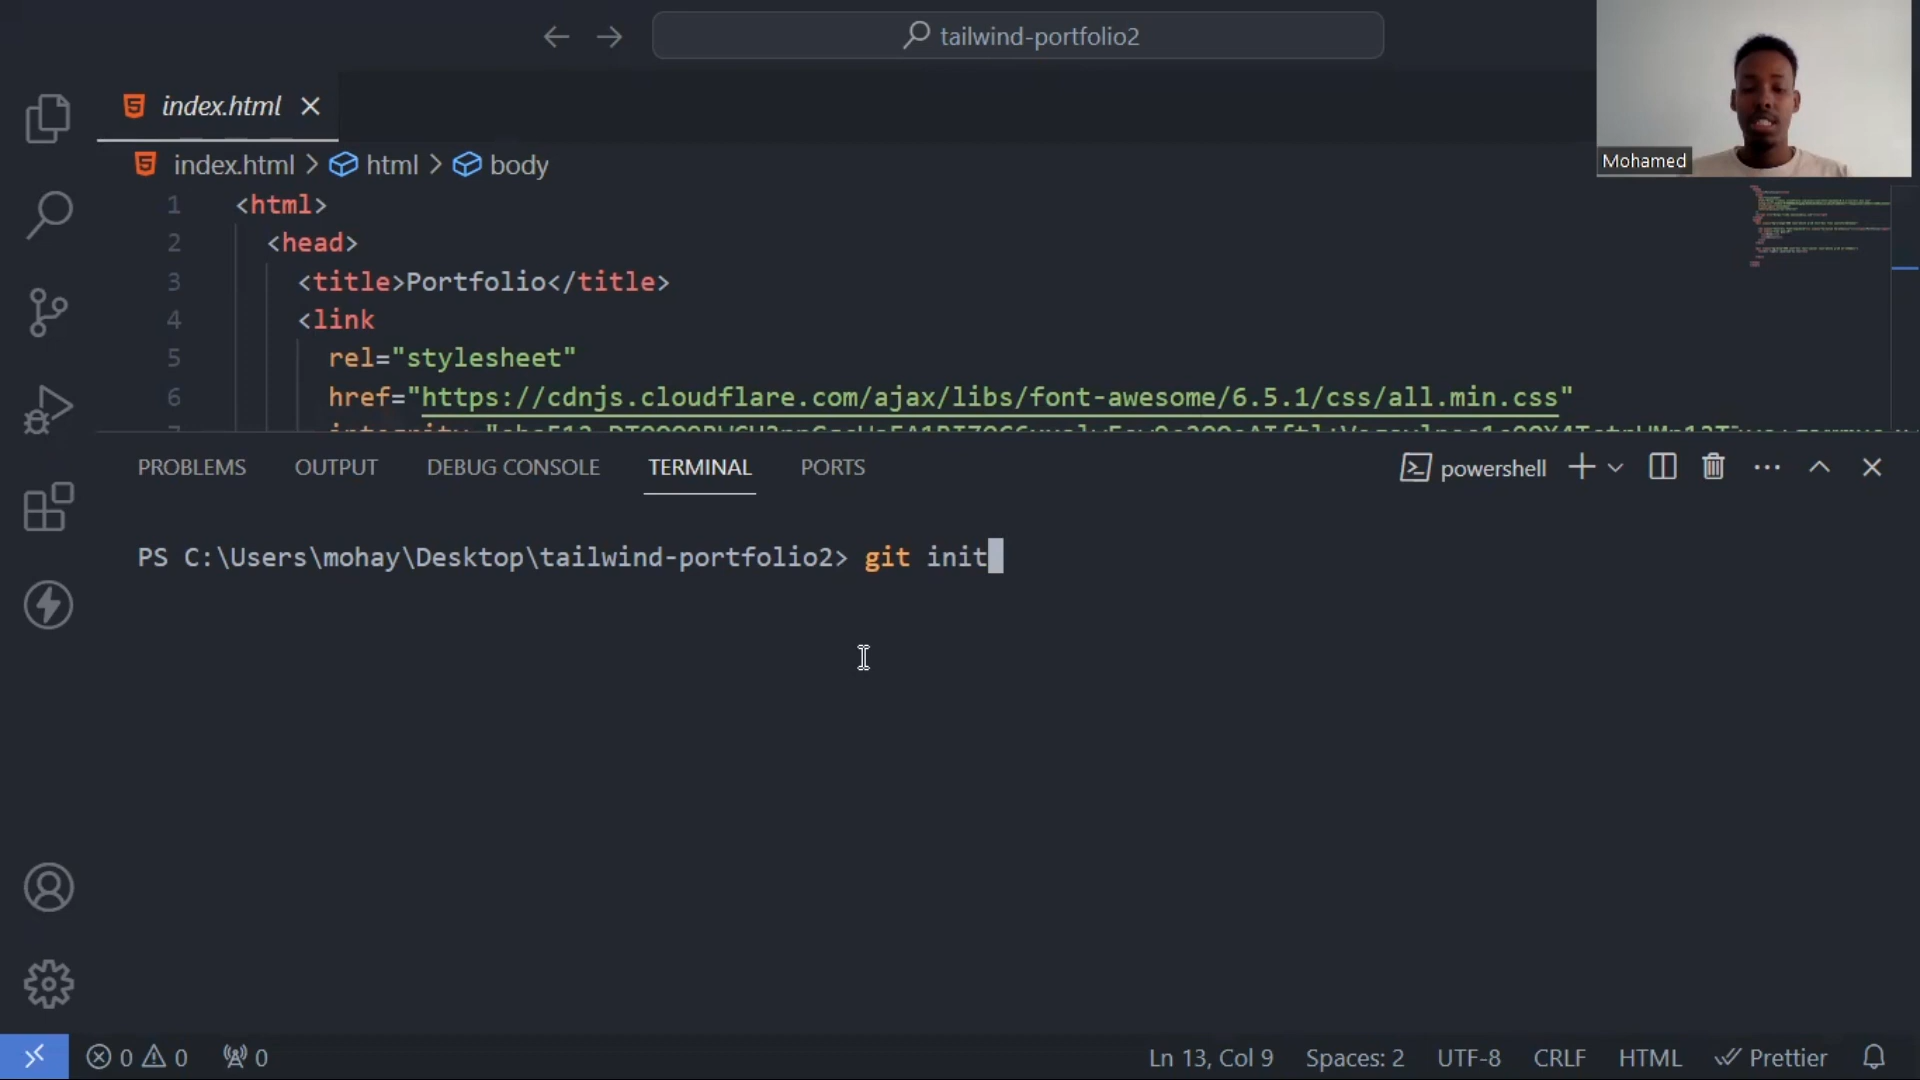 tailwind-portfolio2
index.html
Mohamed
index.html > html > body
1 <html>
2 <head>
3 <title>Portfolio</title>
4 <link
5 rel="stylesheet"
6 href="https://cdnjs.cloudflare.com/ajax/libs/font-awesome/6.5.1/css/all.min.css"
PROBLEMS OUTPUT DEBUG CONSOLE TERMINAL PORTS powershell
PS C:\Users\mohay\Desktop\tailwind-portfolio2> git init
0 0 0 Ln 13, Col 9 Spaces: 2 UTF-8 CRLF HTML Prettier